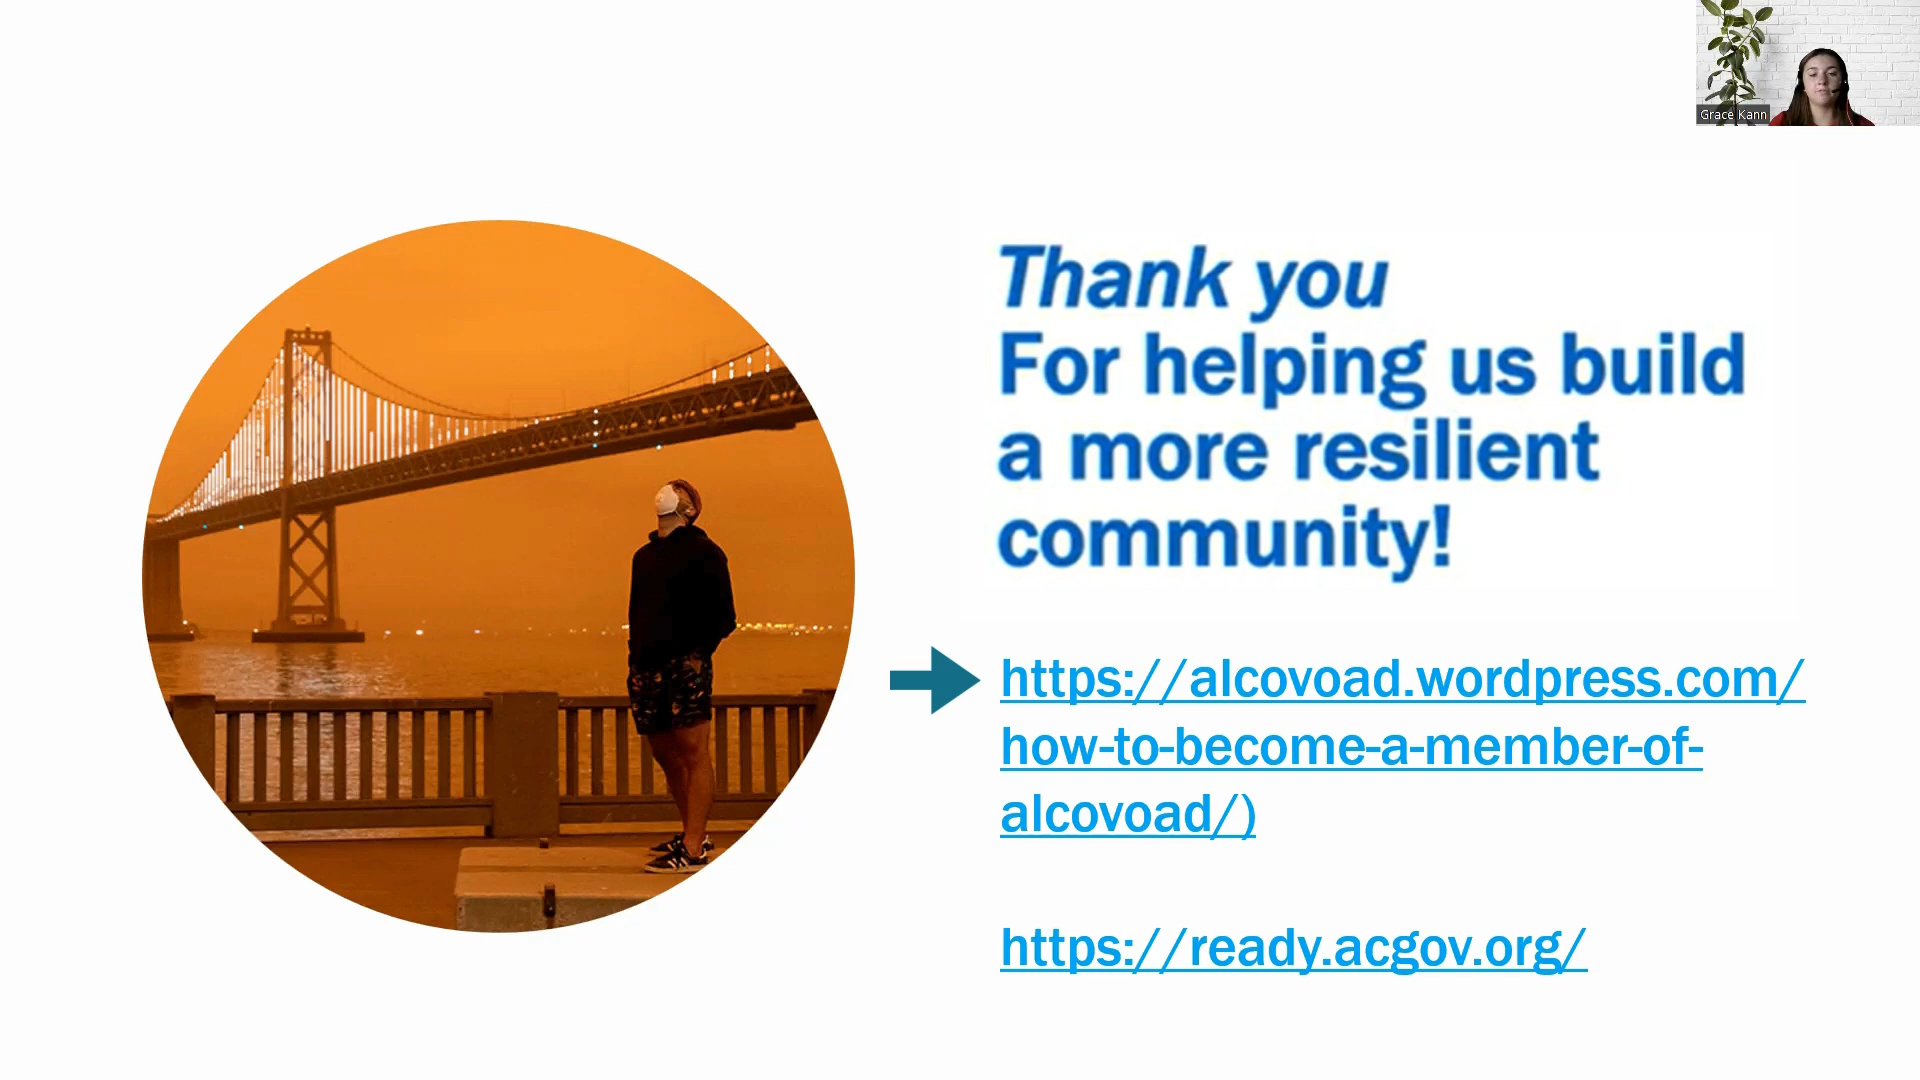 Grace Kann
Thank you
For helping us build
a more resilient
community!
https://alcovoad.wordpress.com/
how-to-become-a-member-of-
alcovoad/)
https://ready.acgov.org/